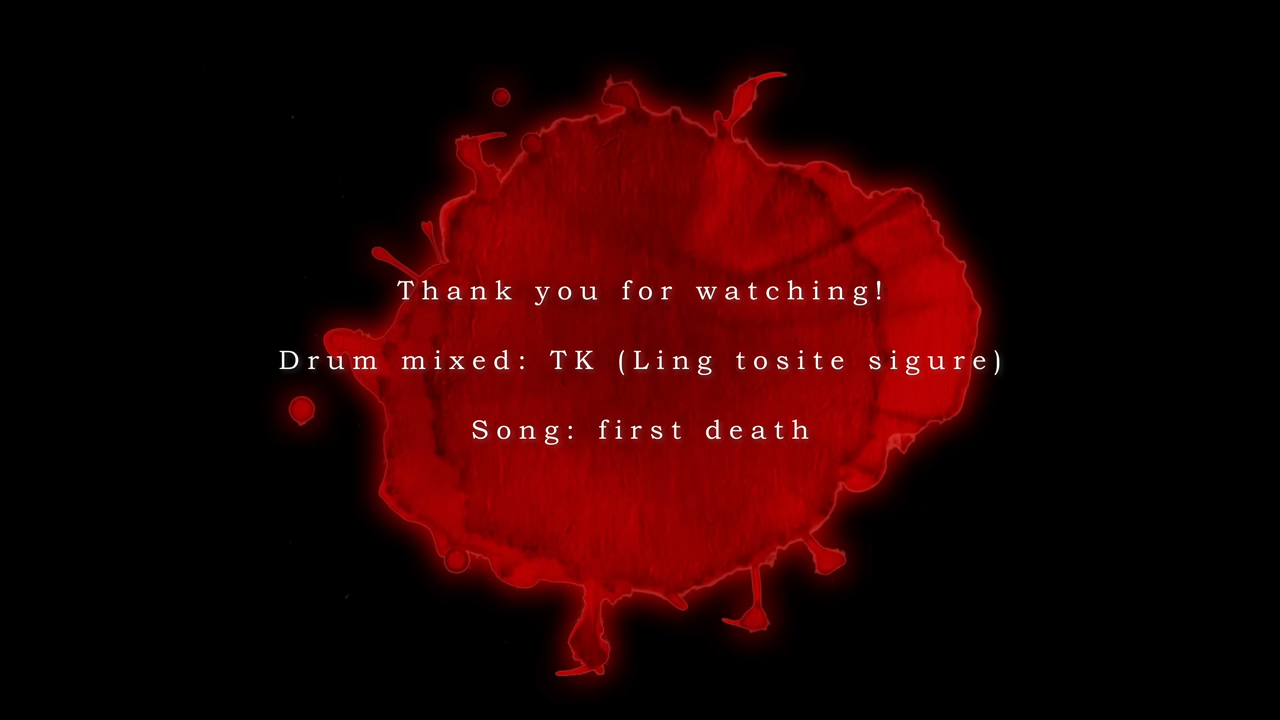 Thank you for watching!
Drum mixed: TK (Ling tosite sigure)
Song: first death